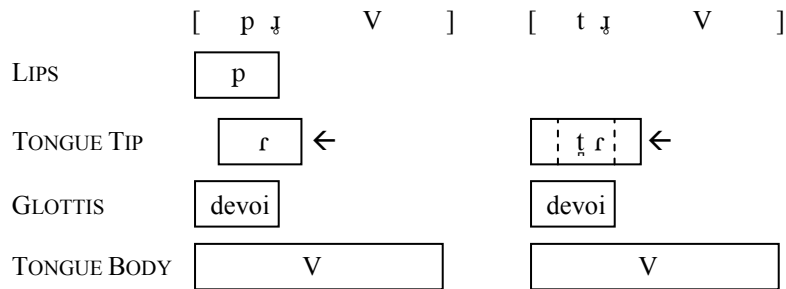 [ p ɹ̝̥ V ] [ t ɹ̝̥ V ]
LIPS p
TONGUE TIP ɾ ← t̪ ɾ ←
GLOTTIS devoi devoi
TONGUE BODY V V